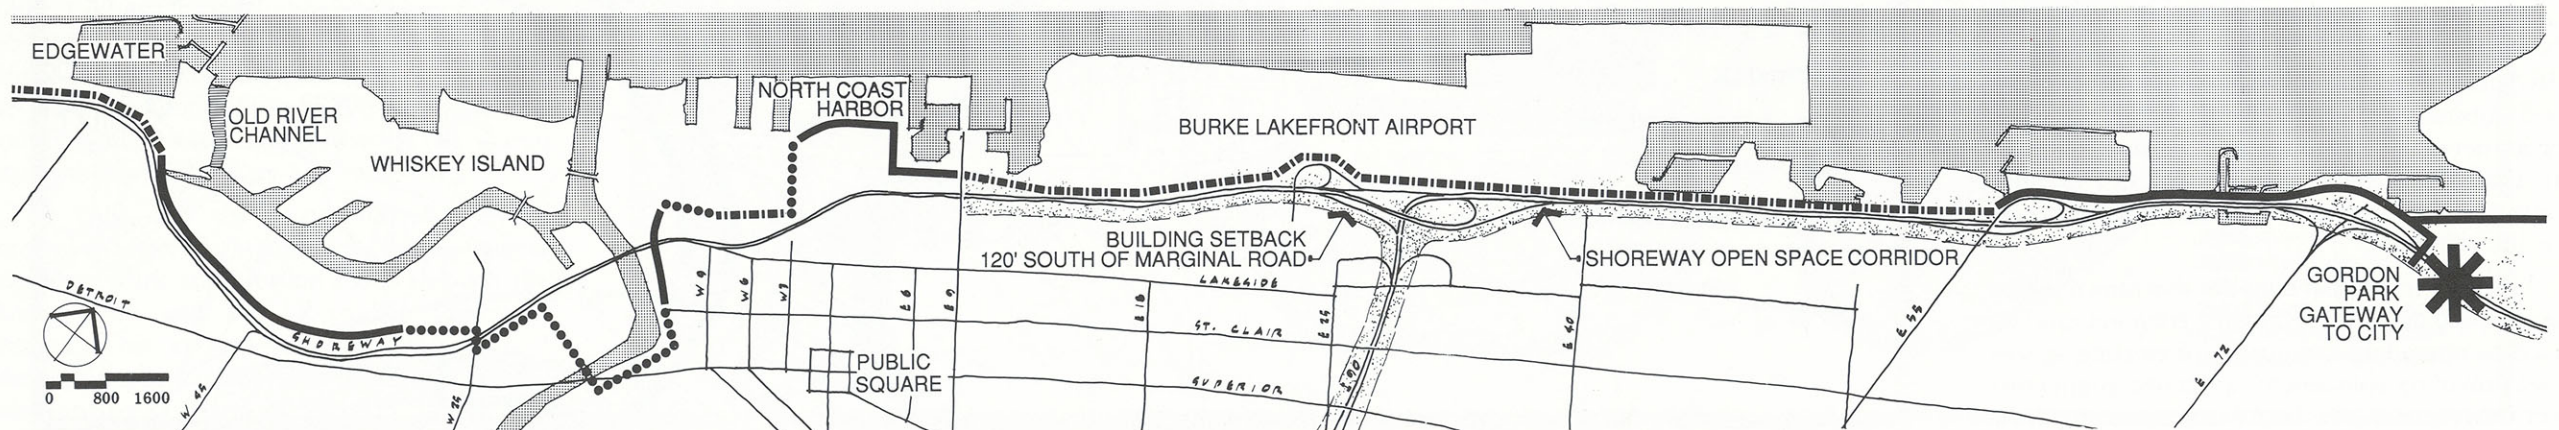 EDGEWATER
OLD RIVER
CHANNEL
WHISKEY ISLAND
NORTH COAST
HARBOR
BURKE LAKEFRONT AIRPORT
BUILDING SETBACK
120' SOUTH OF MARGINAL ROAD
SHOREWAY OPEN SPACE CORRIDOR
GORDON
PARK
GATEWAY
TO CITY
DETROIT
SHOREWAY
W 45
W 25
W 9
W 6
W 3
E 6
E 9
E 18
E 25
E 40
E 55
E 72
I 90
LAKESIDE
ST. CLAIR
SUPERIOR
PUBLIC
SQUARE
0 800 1600